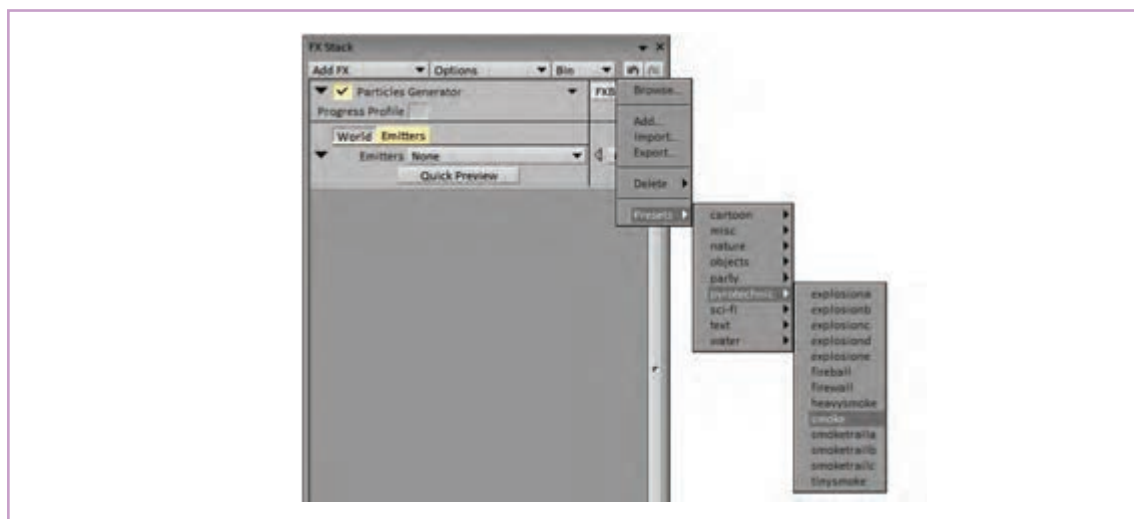 FX Stack
Add FX Options Bin
Particles Generator FXB
Progress Profile
World Emitters
Emitters None
Quick Preview
Browse...
Add...
Import...
Export...
Delete
Presets
cartoon
misc
nature
objects
party
pyrotechnic
sci-fi
text
water
explosiona
explosionb
explosionc
explosiond
explosione
fireball
firewall
heavysmoke
smoke
smoketraila
smoketrailb
smoketrailc
tinysmoke